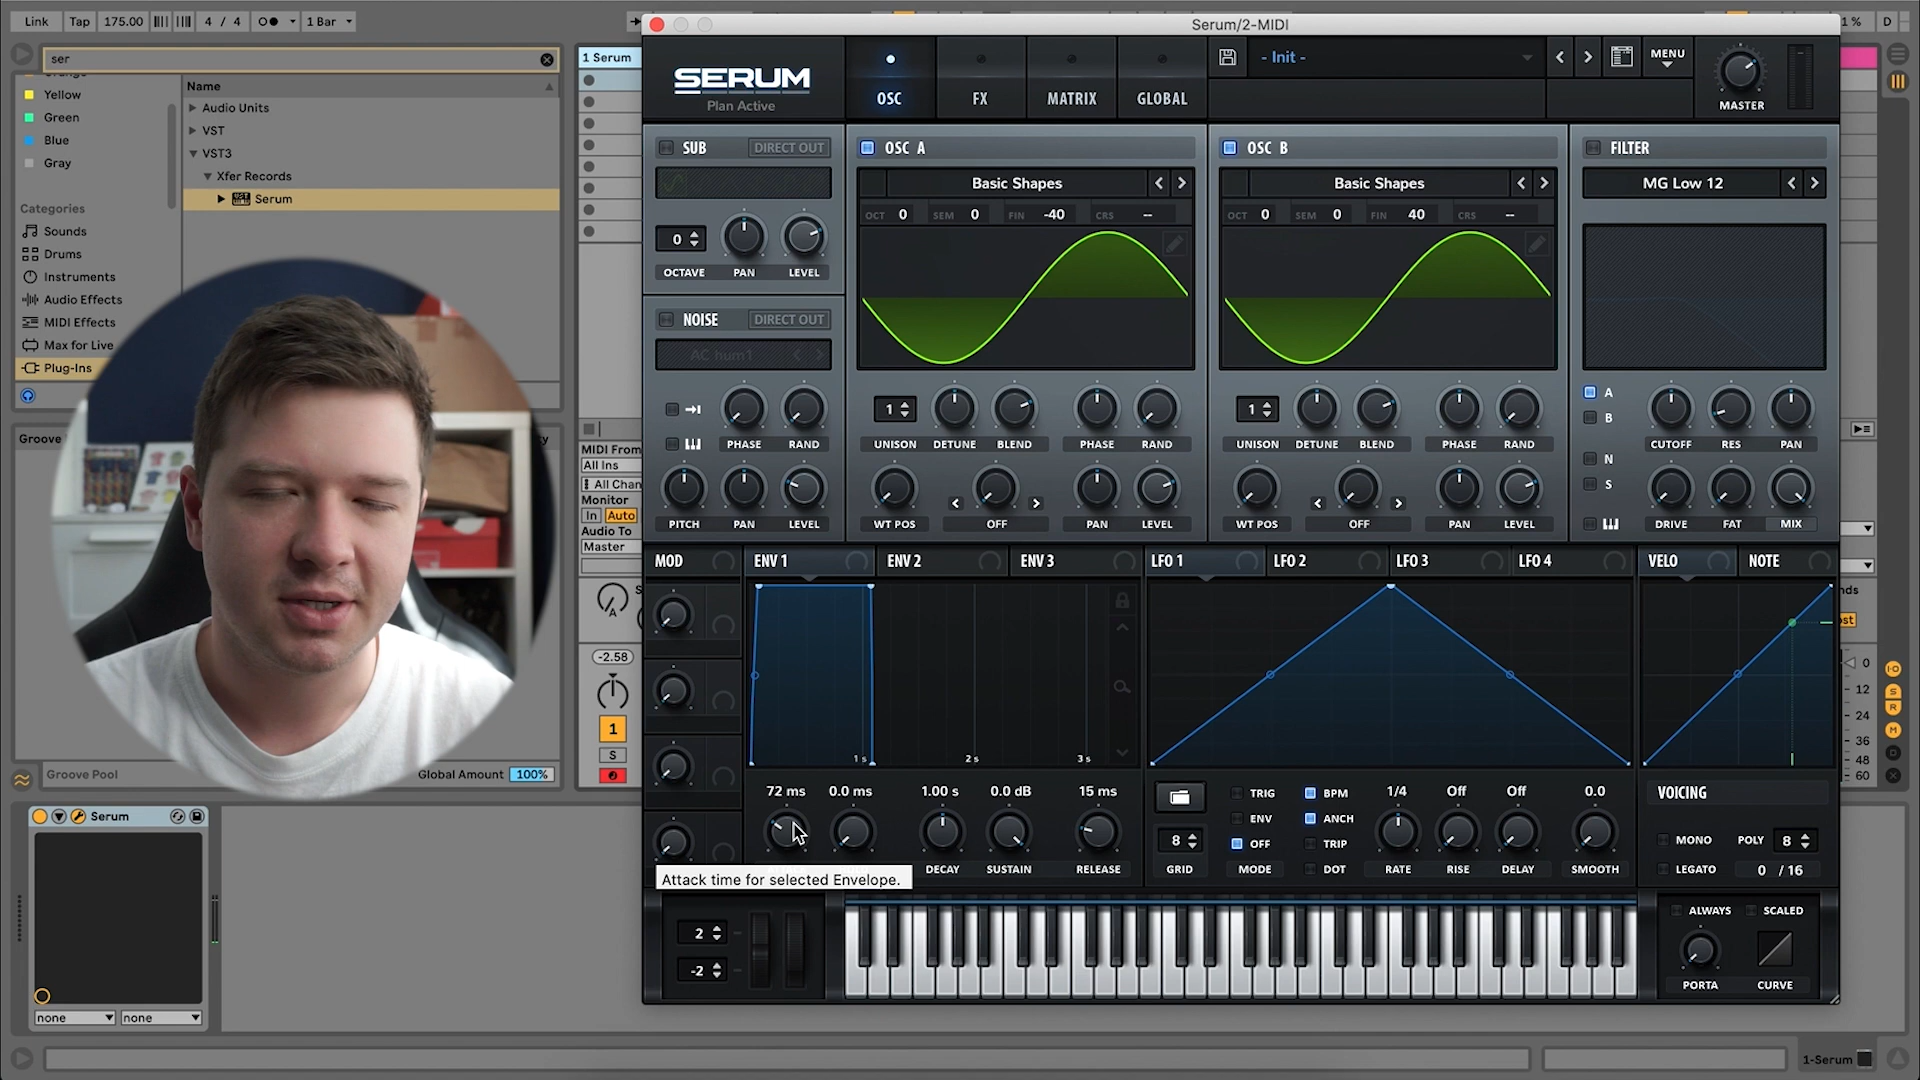 Link Tap 175.00 4 / 4 1 Bar
Serum/2-MIDI
1 %
D
ser
1 Serum
SERUM
Plan Active
OSC
FX
MATRIX
GLOBAL
- Init -
MENU
MASTER
Orange
Yellow
Green
Blue
Gray
Categories
Sounds
Drums
Instruments
Audio Effects
MIDI Effects
Max for Live
Plug-Ins
Name
Audio Units
VST
VST3
Xfer Records
Serum
Groove
Groove Pool
Global Amount 100%
MIDI From
All Ins
All Chan
Monitor
In Auto
Audio To
Master
S
A
-2.58
1
S
SUB DIRECT OUT
0
OCTAVE PAN LEVEL
NOISE DIRECT OUT
AC hum1
PHASE RAND
PITCH PAN LEVEL
OSC A
Basic Shapes
OCT 0 SEM 0 FIN -40 CRS --
1
UNISON DETUNE BLEND PHASE RAND
WT POS OFF PAN LEVEL
OSC B
Basic Shapes
OCT 0 SEM 0 FIN 40 CRS --
1
UNISON DETUNE BLEND PHASE RAND
WT POS OFF PAN LEVEL
FILTER
MG Low 12
A
B
N
S
CUTOFF RES PAN
DRIVE FAT MIX
MOD ENV 1 ENV 2 ENV 3 LFO 1 LFO 2 LFO 3 LFO 4 VELO NOTE
1 s 2 s 3 s
72 ms 0.0 ms 1.00 s 0.0 dB 15 ms
DECAY SUSTAIN RELEASE
Attack time for selected Envelope.
8
GRID
TRIG
ENV
OFF
MODE
BPM
ANCH
TRIP
DOT
1/4 Off Off 0.0
RATE RISE DELAY SMOOTH
VOICING
MONO POLY 8
LEGATO 0 / 16
2
-2
ALWAYS SCALED
PORTA CURVE
0
12
24
36
48
60
I·O
S
R
M
D
Serum
none none
1-Serum